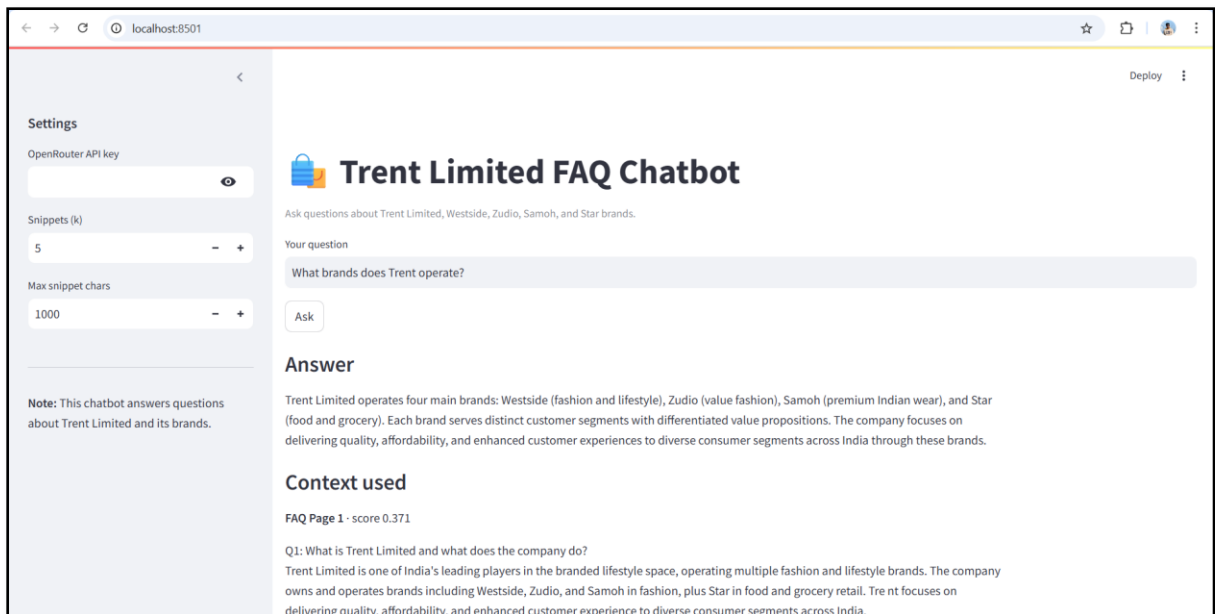 localhost:8501
Deploy
Settings
OpenRouter API key
Snippets (k)
5
Max snippet chars
1000
Note: This chatbot answers questions
about Trent Limited and its brands.
Trent Limited FAQ Chatbot
Ask questions about Trent Limited, Westside, Zudio, Samoh, and Star brands.
Your question
What brands does Trent operate?
Ask
Answer
Trent Limited operates four main brands: Westside (fashion and lifestyle), Zudio (value fashion), Samoh (premium Indian wear), and Star
(food and grocery). Each brand serves distinct customer segments with differentiated value propositions. The company focuses on
delivering quality, affordability, and enhanced customer experiences to diverse consumer segments across India through these brands.
Context used
FAQ Page 1 · score 0.371
Q1: What is Trent Limited and what does the company do?
Trent Limited is one of India's leading players in the branded lifestyle space, operating multiple fashion and lifestyle brands. The company
owns and operates brands including Westside, Zudio, and Samoh in fashion, plus Star in food and grocery retail. Tre nt focuses on
delivering quality, affordability, and enhanced customer experience to diverse consumer segments across India.